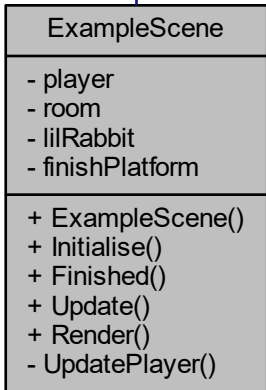 ExampleScene
- player
- room
- lilRabbit
- finishPlatform
+ ExampleScene()
+ Initialise()
+ Finished()
+ Update()
+ Render()
- UpdatePlayer()